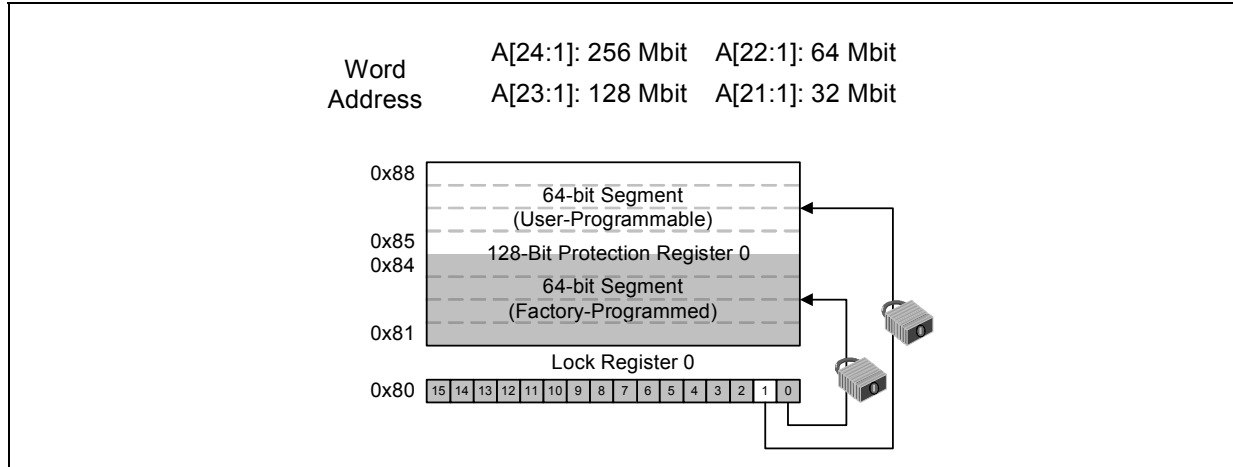 Word Address
A[24:1]: 256 Mbit A[22:1]: 64 Mbit
A[23:1]: 128 Mbit A[21:1]: 32 Mbit
0x88
64-bit Segment
(User-Programmable)
0x85
128-Bit Protection Register 0
0x84
64-bit Segment
(Factory-Programmed)
0x81
Lock Register 0
0x80 15 14 13 12 11 10 9 8 7 6 5 4 3 2 1 0